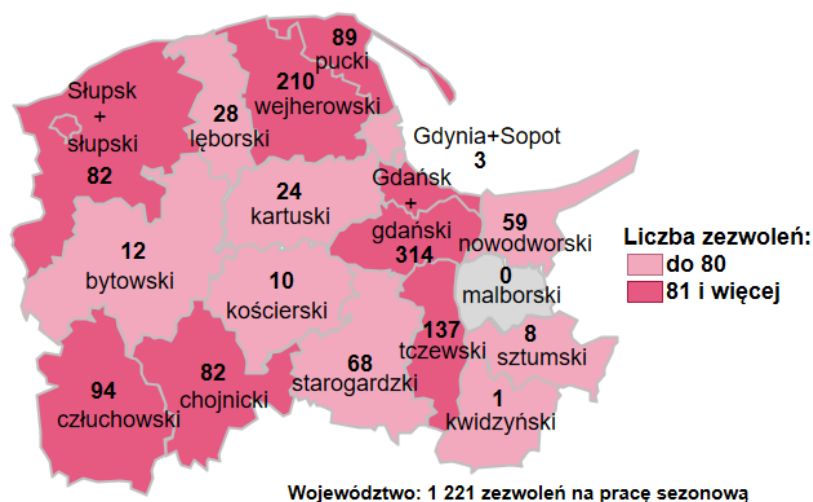 89
pucki
210
wejherowski
Słupsk
+
słupski
82
28
lęborski
Gdynia+Sopot
3
24
kartuski
Gdańsk
+
gdański
314
59
nowodworski
Liczba zezwoleń:
do 80
81 i więcej
12
bytowski
10
kościerski
0
malborski
137
tczewski
8
sztumski
94
człuchowski
82
chojnicki
68
starogardzki
1
kwidzyński
Województwo: 1 221 zezwoleń na pracę sezonową